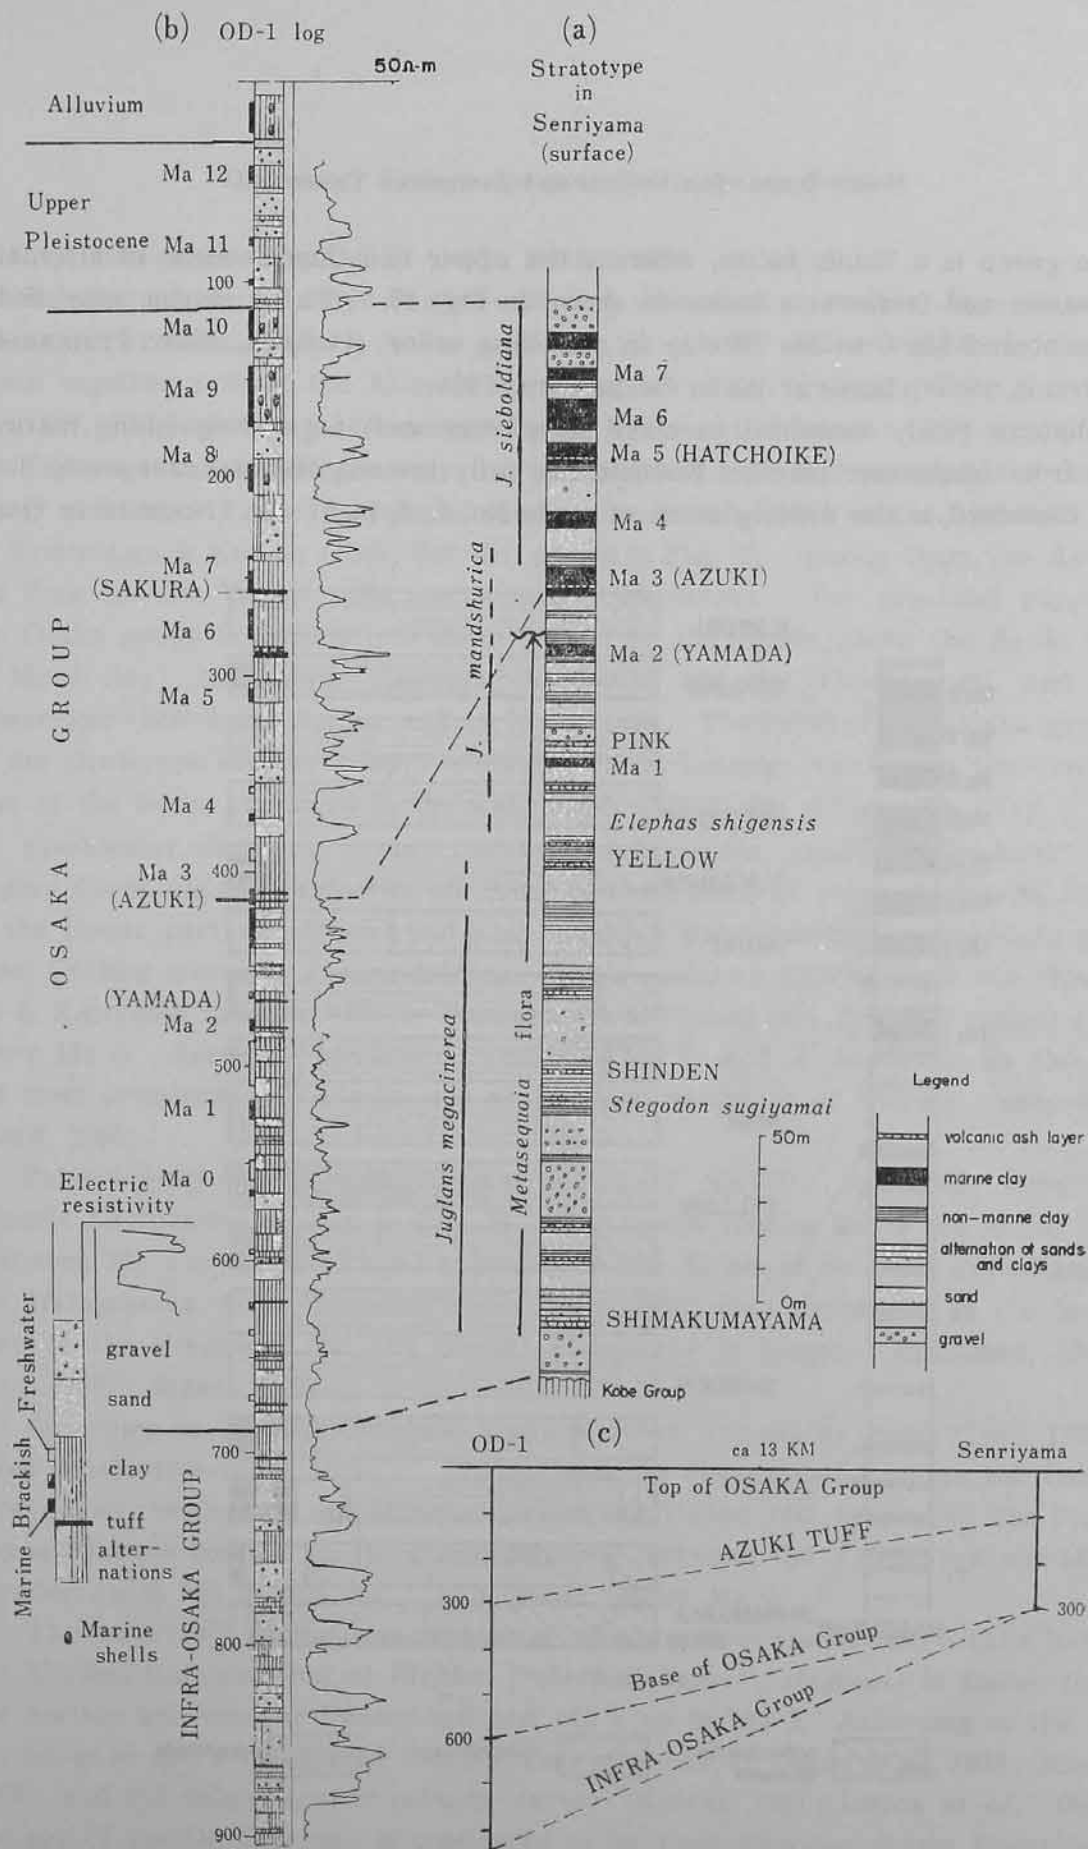 (b) OD-1 log
50Ω-m
Alluvium
Ma 12
Upper
Pleistocene
Ma 11
100
Ma 10
Ma 9
Ma 8
200
Ma 7
(SAKURA)
Ma 6
300
Ma 5
Ma 4
Ma 3
400
(AZUKI)
(YAMADA)
Ma 2
500
Ma 1
Ma 0
600
700
800
900
OSAKA GROUP
INFRA-OSAKA GROUP
Electric
resistivity
gravel
sand
clay
tuff
alter-
nations
Marine
shells
Marine Brackish Freshwater
(a)
Stratotype
in
Senriyama
(surface)
J. sieboldiana
J. mandshurica
Juglans megacinerea
Metasequoia flora
Ma 7
Ma 6
Ma 5 (HATCHOIKE)
Ma 4
Ma 3 (AZUKI)
Ma 2 (YAMADA)
PINK
Ma 1
Elephas shigensis
YELLOW
SHINDEN
Stegodon sugiyamai
50m
0m
SHIMAKUMAYAMA
Kobe Group
Legend
volcanic ash layer
marine clay
non-marine clay
alternation of sands
and clays
sand
gravel
(c)
OD-1
ca 13 KM
Senriyama
Top of OSAKA Group
AZUKI TUFF
300
300
Base of OSAKA Group
600
INFRA-OSAKA Group